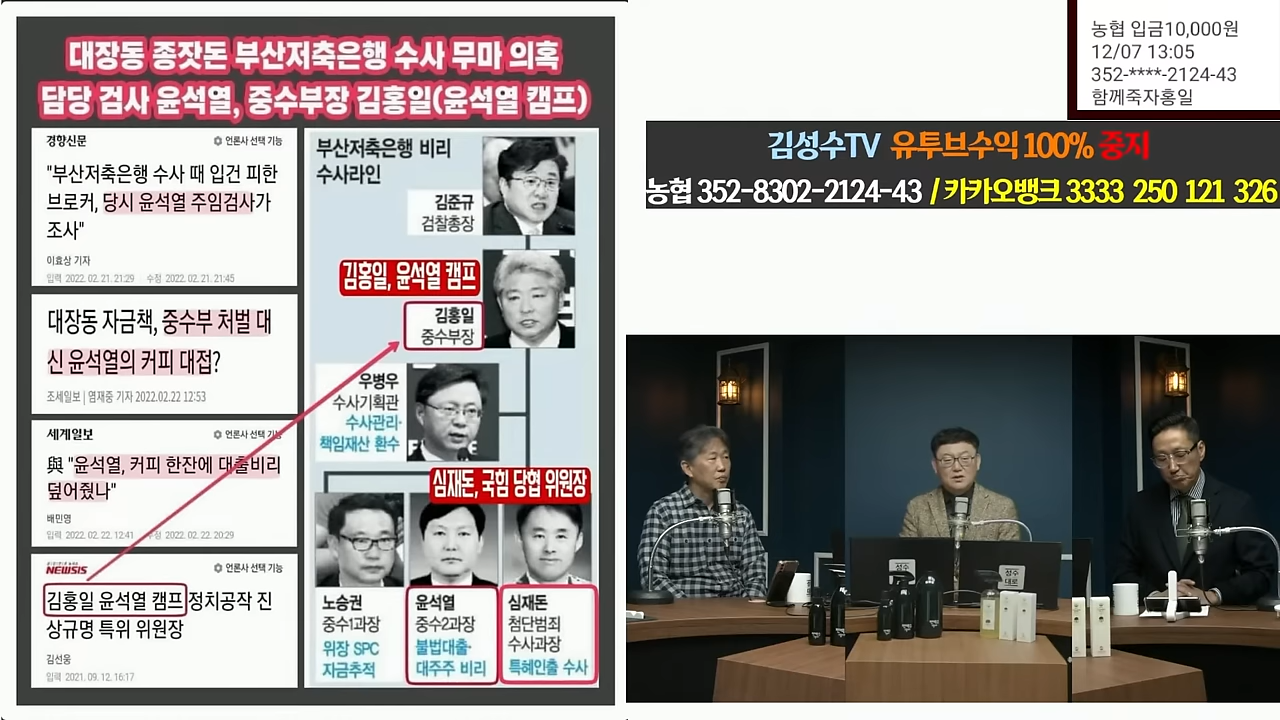 대장동 종잣돈 부산저축은행 수사 무마 의혹
담당 검사 윤석열, 중수부장 김홍일(윤석열 캠프)
경향신문
언론사 선택 기능
"부산저축은행 수사 때 입건 피한
브로커, 당시 윤석열 주임검사가
조사"
이효상 기자
입력 2022. 02. 21. 21:29 수정 2022. 02. 21. 21:45
대장동 자금책, 중수부 처벌 대
신 윤석열의 커피 대접?
조세일보 | 염재중 기자 2022.02.22 12:53
세계일보
언론사 선택 기능
與 "윤석열, 커피 한잔에 대출비리
덮어줬나"
배민영
입력 2022. 02. 22. 12:41 수정 2022. 02. 22. 20:29
NEWSIS
언론사 선택 기능
김홍일 윤석열 캠프 정치공작 진
상규명 특위 위원장
김선웅
입력 2021. 09. 12. 16:17
부산저축은행 비리
수사라인
김준규
검찰총장
김홍일, 윤석열 캠프
김홍일
중수부장
우병우
수사기획관
수사관리·
책임재산 환수
심재돈, 국힘 당협 위원장
노승권
중수1과장
위장 SPC
자금추적
윤석열
중수2과장
불법대출·
대주주 비리
심재돈
첨단범죄
수사과장
특혜인출 수사
농협 입금10,000원
12/07 13:05
352-****-2124-43
함께죽자홍일
김성수TV 유투브수익 100% 중지
농협 352-8302-2124-43 / 카카오뱅크 3333 250 121 326
성수
대로